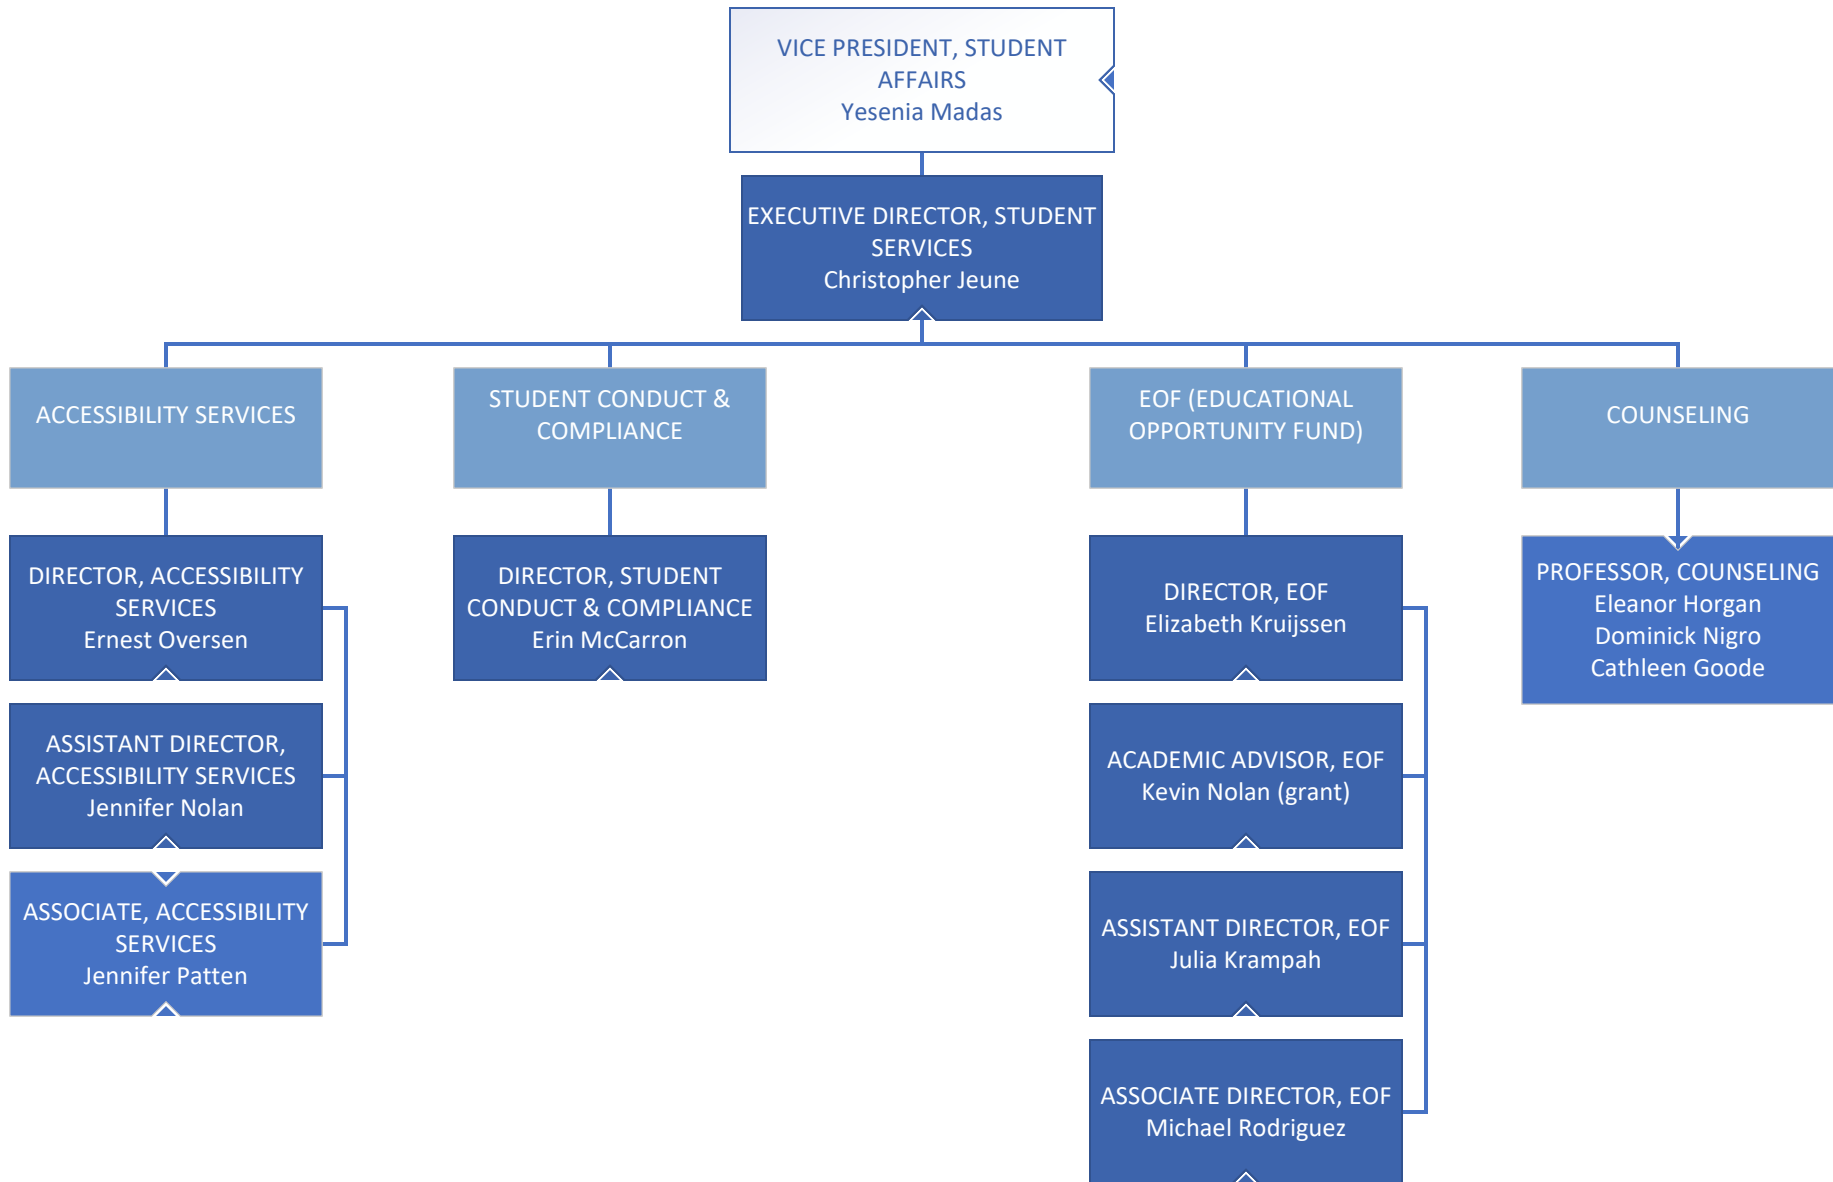 VICE PRESIDENT, STUDENT
AFFAIRS
Yesenia Madas
EXECUTIVE DIRECTOR, STUDENT
SERVICES
Christopher Jeune
ACCESSIBILITY SERVICES
STUDENT CONDUCT &
COMPLIANCE
EOF (EDUCATIONAL
OPPORTUNITY FUND)
COUNSELING
DIRECTOR, ACCESSIBILITY
SERVICES
Ernest Oversen
DIRECTOR, STUDENT
CONDUCT & COMPLIANCE
Erin McCarron
DIRECTOR, EOF
Elizabeth Kruijssen
PROFESSOR, COUNSELING
Eleanor Horgan
Dominick Nigro
Cathleen Goode
ASSISTANT DIRECTOR,
ACCESSIBILITY SERVICES
Jennifer Nolan
ACADEMIC ADVISOR, EOF
Kevin Nolan (grant)
ASSOCIATE, ACCESSIBILITY
SERVICES
Jennifer Patten
ASSISTANT DIRECTOR, EOF
Julia Krampah
ASSOCIATE DIRECTOR, EOF
Michael Rodriguez